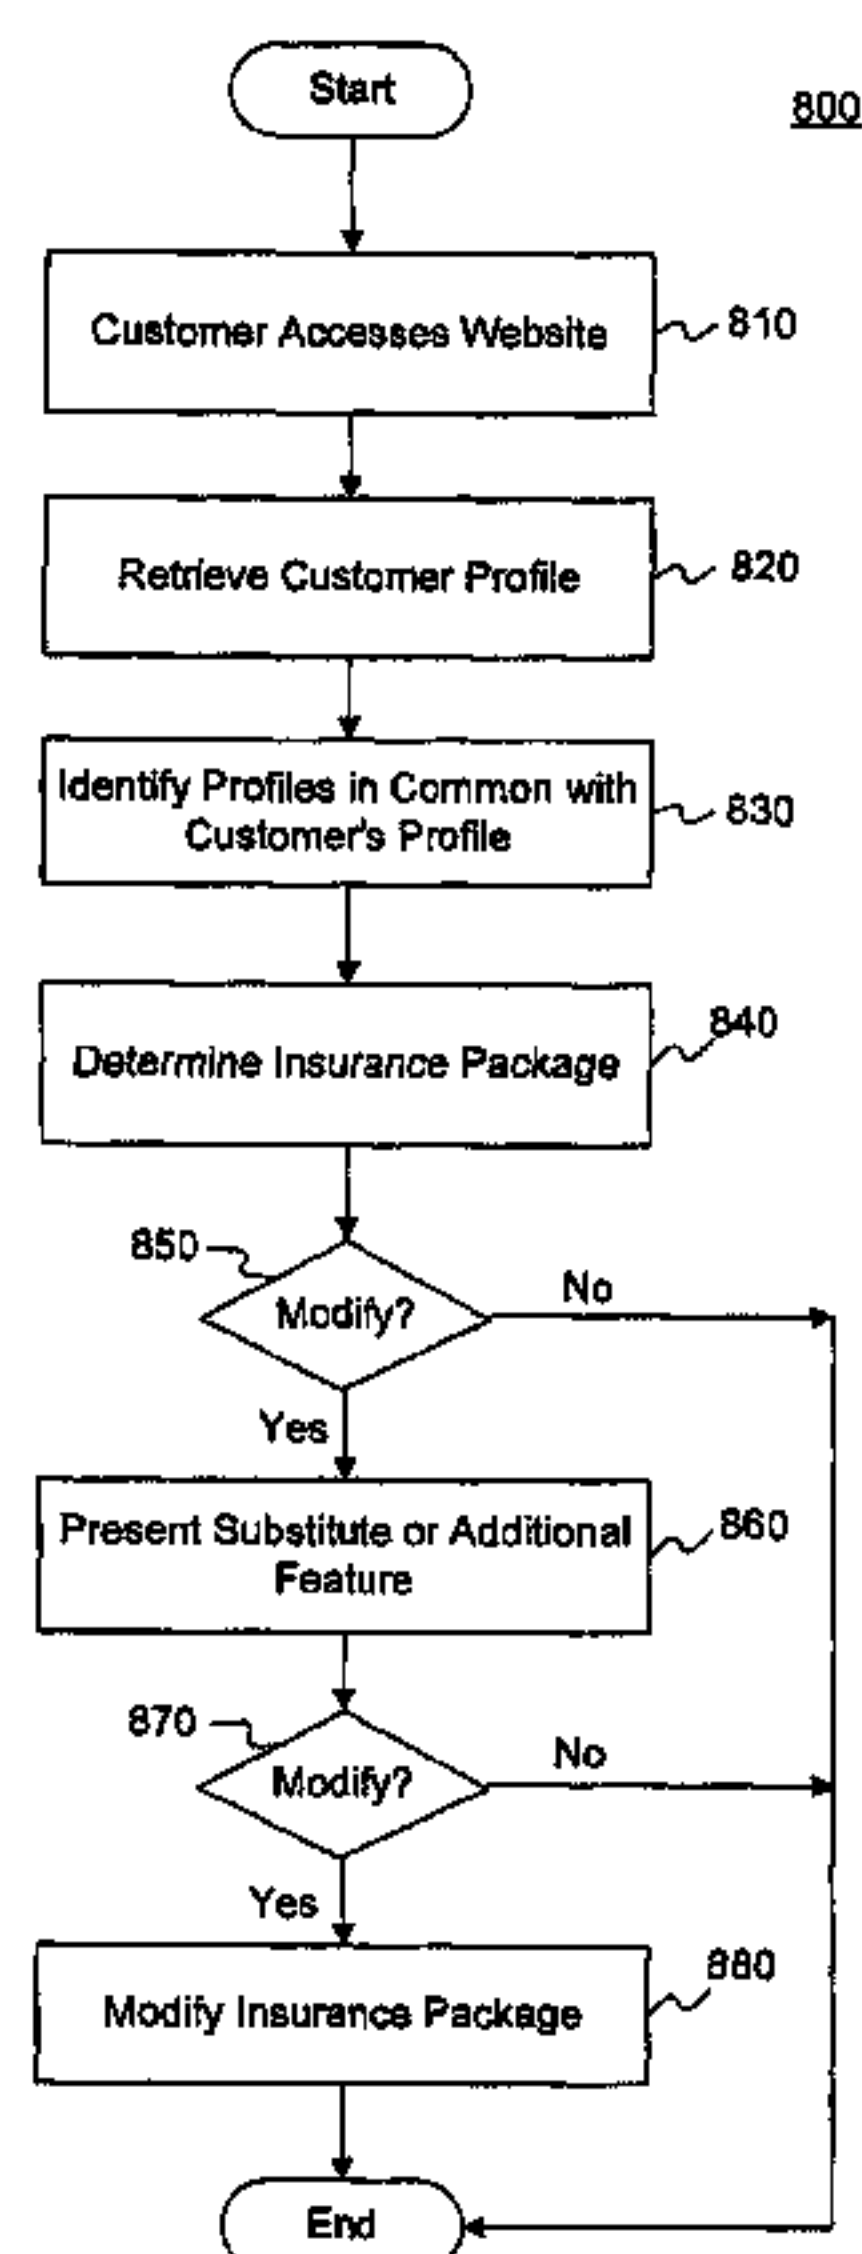 Start
800
Customer Accesses Website
810
Retrieve Customer Profile
820
Identify Profiles in Common with
Customer's Profile
830
Determine Insurance Package
840
850
Modify?
No
Yes
Present Substitute or Additional
Feature
860
870
Modify?
No
Yes
Modify Insurance Package
880
End